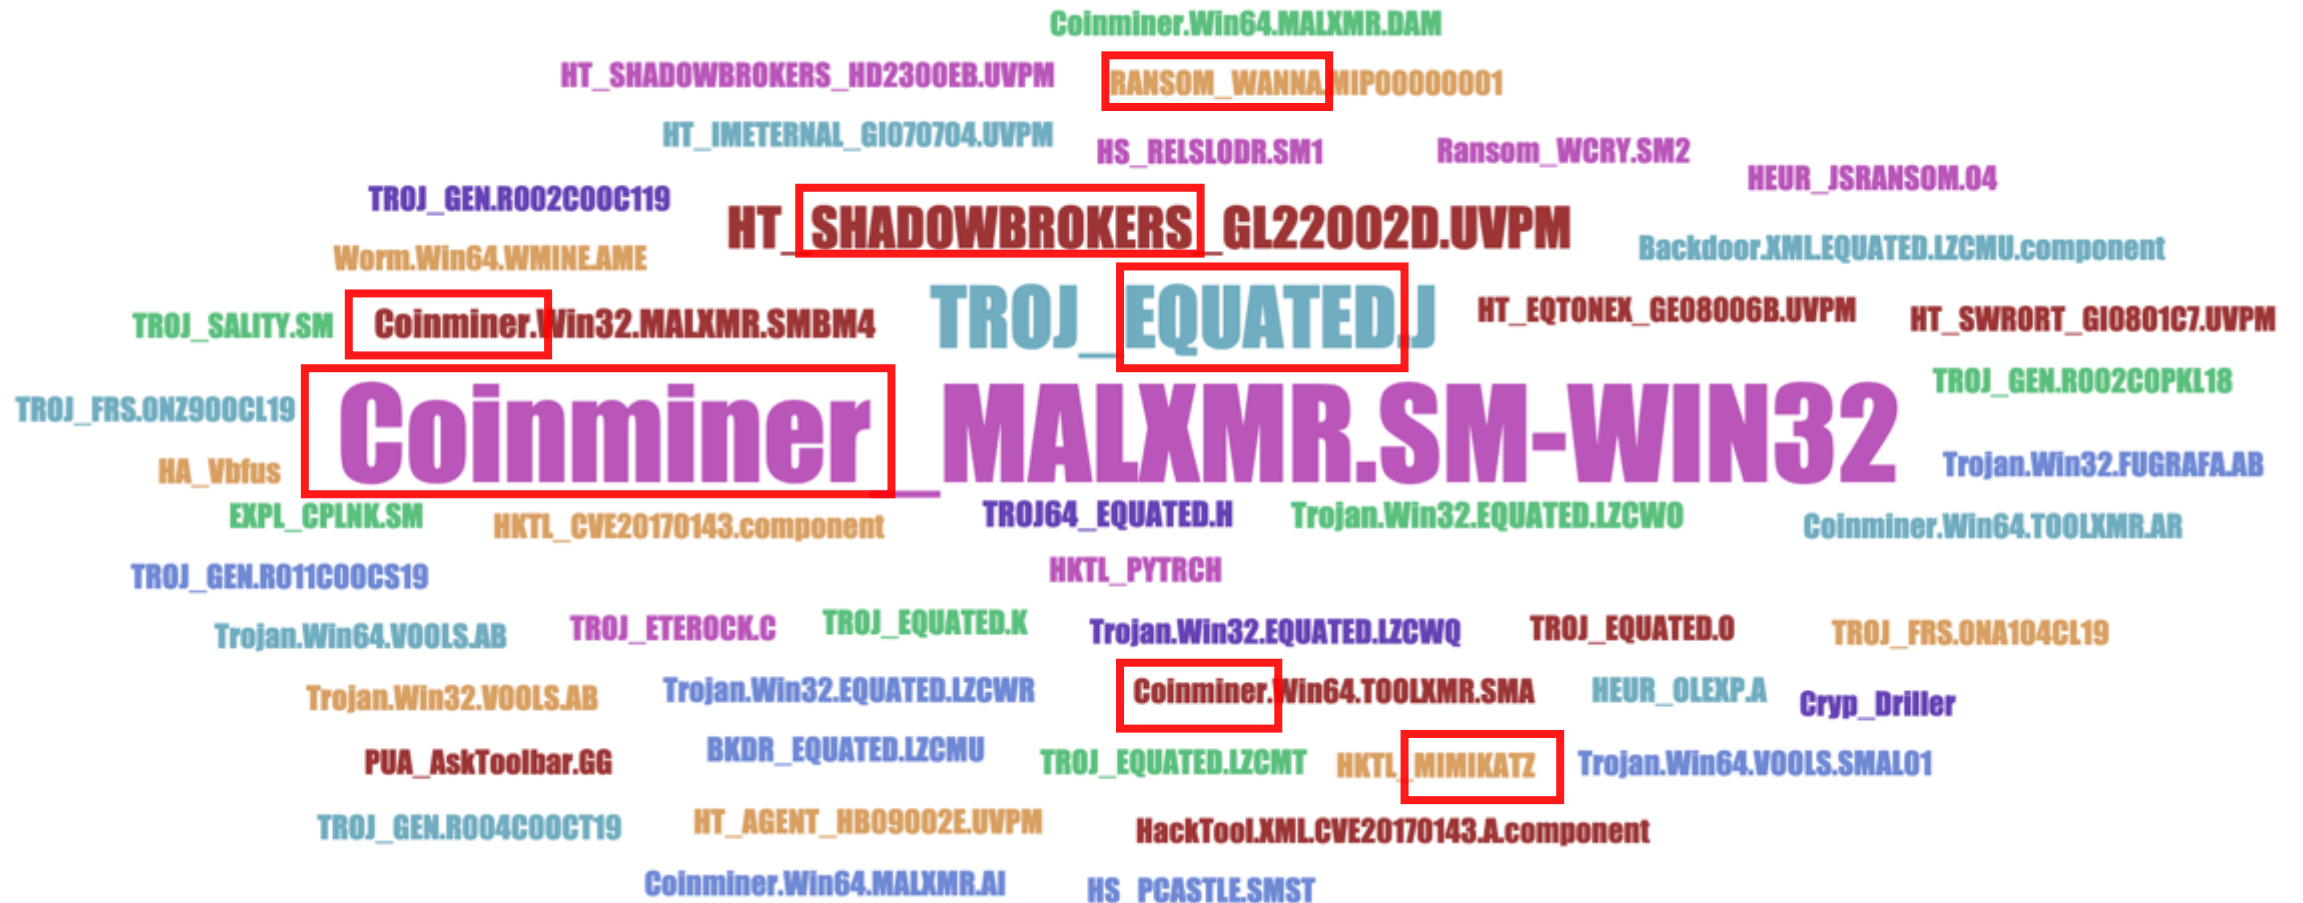 Coinminer.Win64.MALXMR.DAM
HT_SHADOWBROKERS_HD2300EB.UVPM
RANSOM_WANNA.MIP00000001
HT_IMETERNAL_GI070704.UVPM
HS_RELSLODR.SM1
Ransom_WCRY.SM2
HEUR_JSRANSOM.O4
TROJ_GEN.R002C00C119
HT_SHADOWBROKERS_GL22002D.UVPM
Worm.Win64.WMINE.AME
Backdoor.XML.EQUATED.LZCMU.component
TROJ_SALITY.SM
Coinminer.Win32.MALXMR.SMBM4
TROJ_EQUATED.J
HT_EQTONEX_GE08006B.UVPM
HT_SWRORT_GI0801C7.UVPM
TROJ_FRS.0NZ900CL19
Coinminer_MALXMR.SM-WIN32
TROJ_GEN.R002C0PKL18
HA_Vbfus
Trojan.Win32.FUGRAFA.AB
EXPL_CPLNK.SM
HKTL_CVE20170143.component
TROJ64_EQUATED.H
Trojan.Win32.EQUATED.LZCWO
Coinminer.Win64.TOOLXMR.AR
TROJ_GEN.R011C00CS19
HKTL_PYTRCH
Trojan.Win64.VOOLS.AB
TROJ_ETEROCK.C
TROJ_EQUATED.K
Trojan.Win32.EQUATED.LZCWQ
TROJ_EQUATED.O
TROJ_FRS.0NA104CL19
Trojan.Win32.VOOLS.AB
Trojan.Win32.EQUATED.LZCWR
Coinminer.Win64.TOOLXMR.SMA
HEUR_OLEXP.A
Cryp_Driller
PUA_AskToolbar.GG
BKDR_EQUATED.LZCMU
TROJ_EQUATED.LZCMT
HKTL_MIMIKATZ
Trojan.Win64.VOOLS.SMAL01
TROJ_GEN.R004C00CT19
HT_AGENT_HB09002E.UVPM
HackTool.XML.CVE20170143.A.component
Coinminer.Win64.MALXMR.AI
HS_PCASTLE.SMST